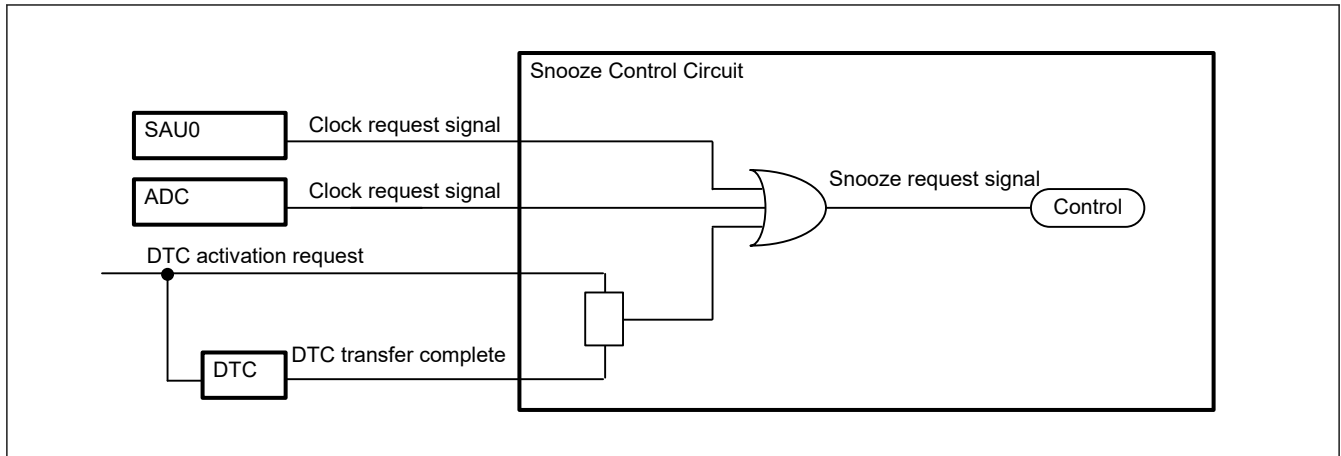 Snooze Control Circuit
SAU0
Clock request signal
ADC
Clock request signal
Snooze request signal
Control
DTC activation request
DTC
DTC transfer complete